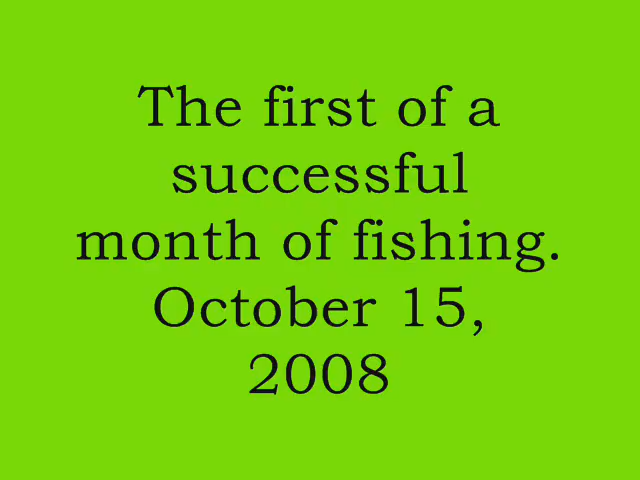 The first of a
successful
month of fishing.
October 15,
2008